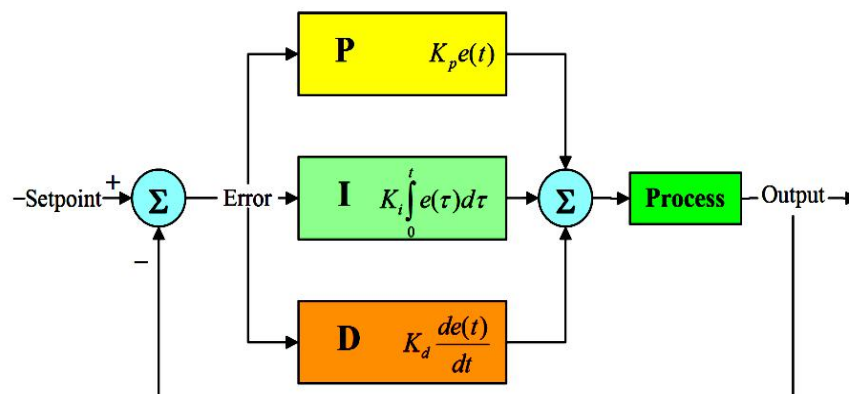 P K_p e(t)
–Setpoint + Σ Error I K_i ∫_0^t e(τ)dτ Σ Process Output
−
D K_d de(t)/dt